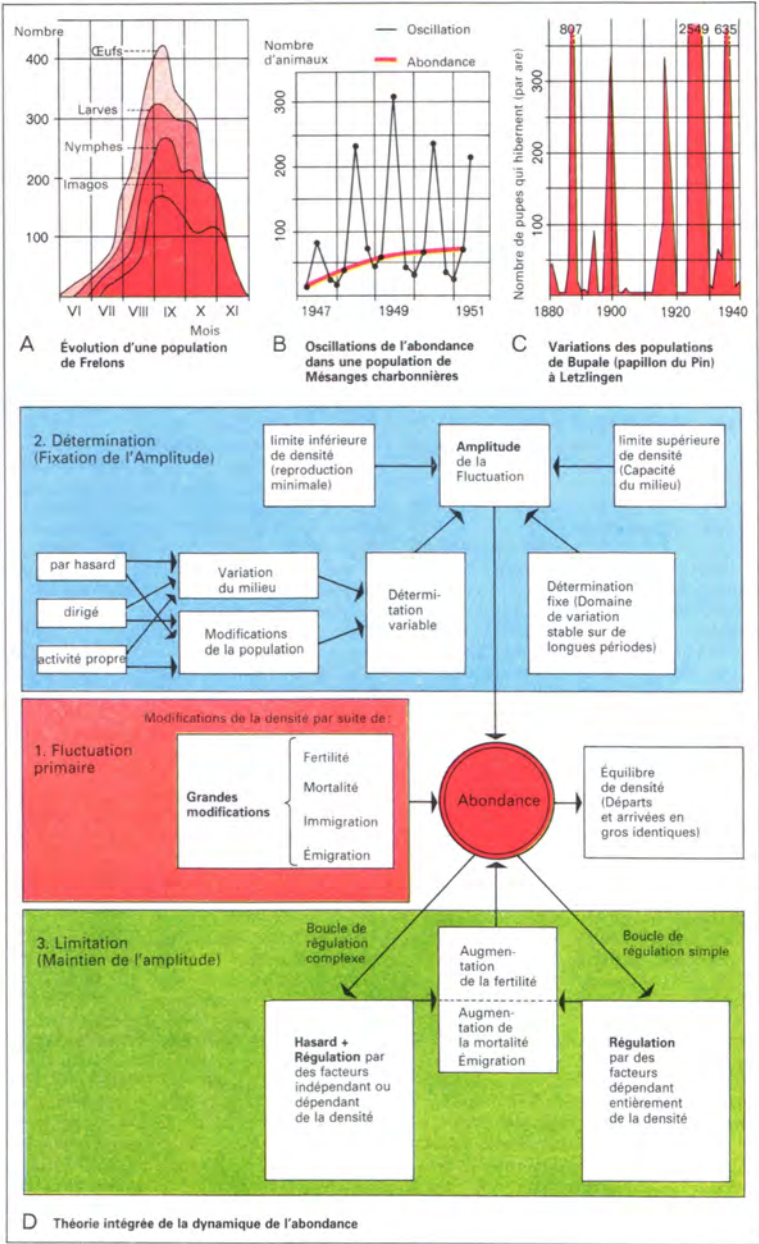 Nombre
400
300
200
100
Œufs
Larves
Nymphes
Imagos
VI VII VIII IX X XI
Mois
A Évolution d'une population
de Frelons
Nombre
d'animaux
Oscillation
Abondance
300
200
100
1947 1949 1951
B Oscillations de l'abondance
dans une population de
Mésanges charbonnières
807 2549 635
Nombre de pupes qui hibernent (par are)
300
200
100
1880 1900 1920 1940
C Variations des populations
de Bupale (papillon du Pin)
à Letzlingen
2. Détermination
(Fixation de l'Amplitude)
limite inférieure
de densité
(reproduction
minimale)
Amplitude
de la
Fluctuation
limite supérieure
de densité
(Capacité
du milieu)
par hasard
dirigé
activité propre
Variation
du milieu
Modifications
de la population
Détermi-
tation
variable
Détermination
fixe (Domaine
de variation
stable sur de
longues périodes)
1. Fluctuation
primaire
Modifications de la densité par suite de:
Grandes
modifications
Fertilité
Mortalité
Immigration
Émigration
Abondance
Équilibre
de densité
(Départs
et arrivées en
gros identiques)
3. Limitation
(Maintien de l'amplitude)
Boucle de
régulation
complexe
Augmen-
tation
de la fertilité
Augmen-
tation de
la mortalité
Émigration
Boucle de
régulation simple
Hasard +
Régulation par
des facteurs
indépendant ou
dépendant
de la densité
Régulation
par des
facteurs
dépendant
entièrement
de la densité
D Théorie intégrée de la dynamique de l'abondance